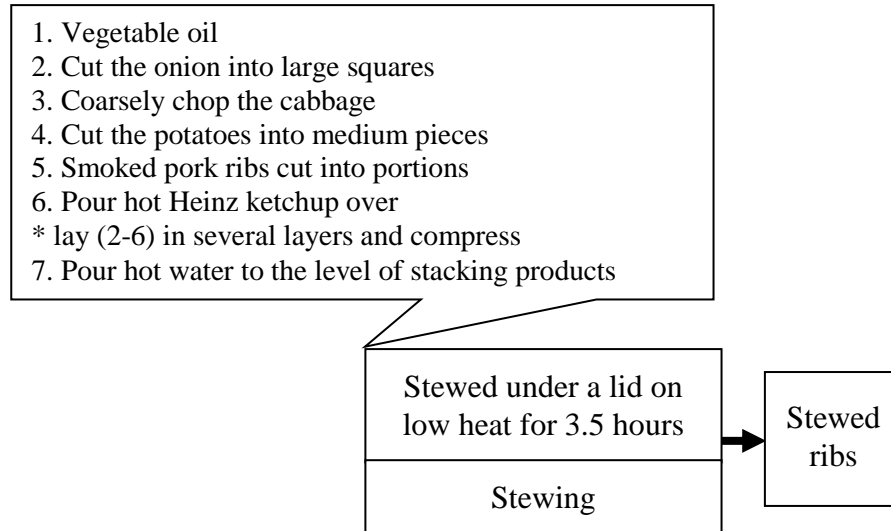 1. Vegetable oil
2. Cut the onion into large squares
3. Coarsely chop the cabbage
4. Cut the potatoes into medium pieces
5. Smoked pork ribs cut into portions
6. Pour hot Heinz ketchup over
* lay (2-6) in several layers and compress
7. Pour hot water to the level of stacking products
Stewed under a lid on
low heat for 3.5 hours
Stewing
Stewed
ribs